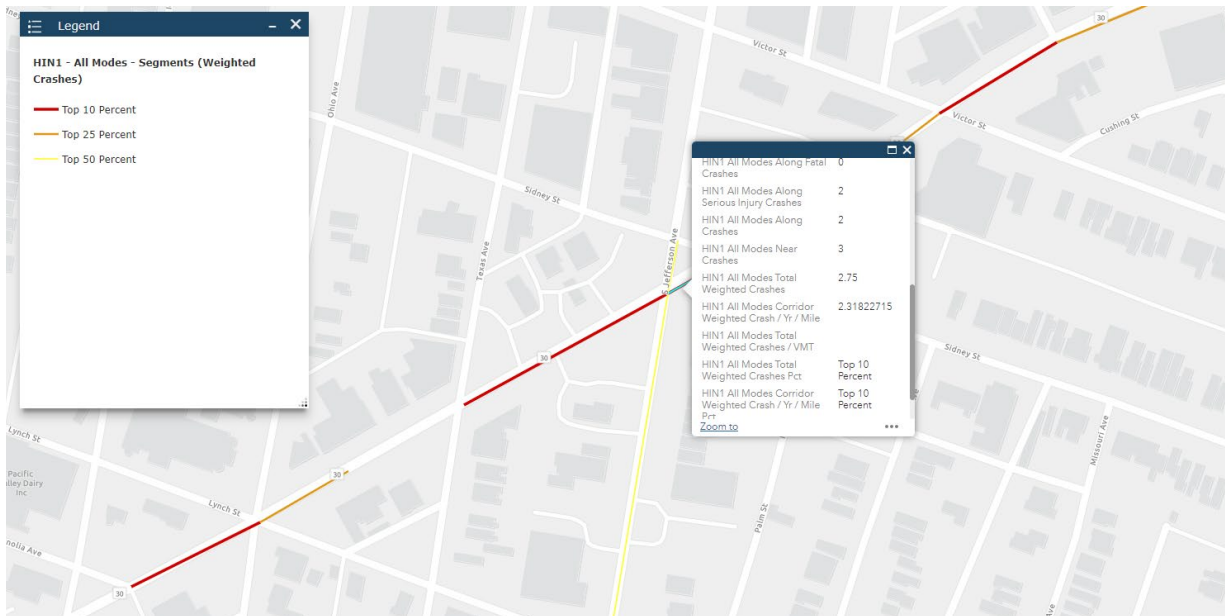 Legend
HIN1 - All Modes - Segments (Weighted
Crashes)
Top 10 Percent
Top 25 Percent
Top 50 Percent
HIN1 All Modes Along Fatal 0
Crashes
HIN1 All Modes Along 2
Serious Injury Crashes
HIN1 All Modes Along 2
Crashes
HIN1 All Modes Near 3
Crashes
HIN1 All Modes Total 2.75
Weighted Crashes
HIN1 All Modes Corridor 2.31822715
Weighted Crash / Yr / Mile
HIN1 All Modes Total
Weighted Crashes / VMT
HIN1 All Modes Total Top 10
Weighted Crashes Pct Percent
HIN1 All Modes Corridor Top 10
Weighted Crash / Yr / Mile Percent
Pct
Zoom to
30
Victor St
Victor St
Cushing St
Ohio Ave
Sidney St
Texas Ave
S Jefferson Ave
30
Sidney St
Missouri Ave
Lynch St
Pacific
lley Dairy
Inc
30
Lynch St
Palm St
nolia Ave
30